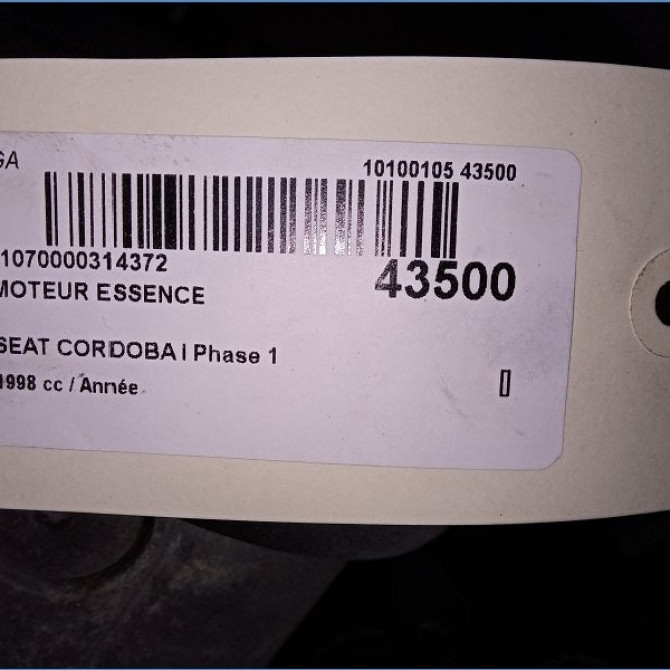 GA
10100105 43500
1070000314372
43500
MOTEUR ESSENCE
SEAT CORDOBA I Phase 1
1998 cc / Année